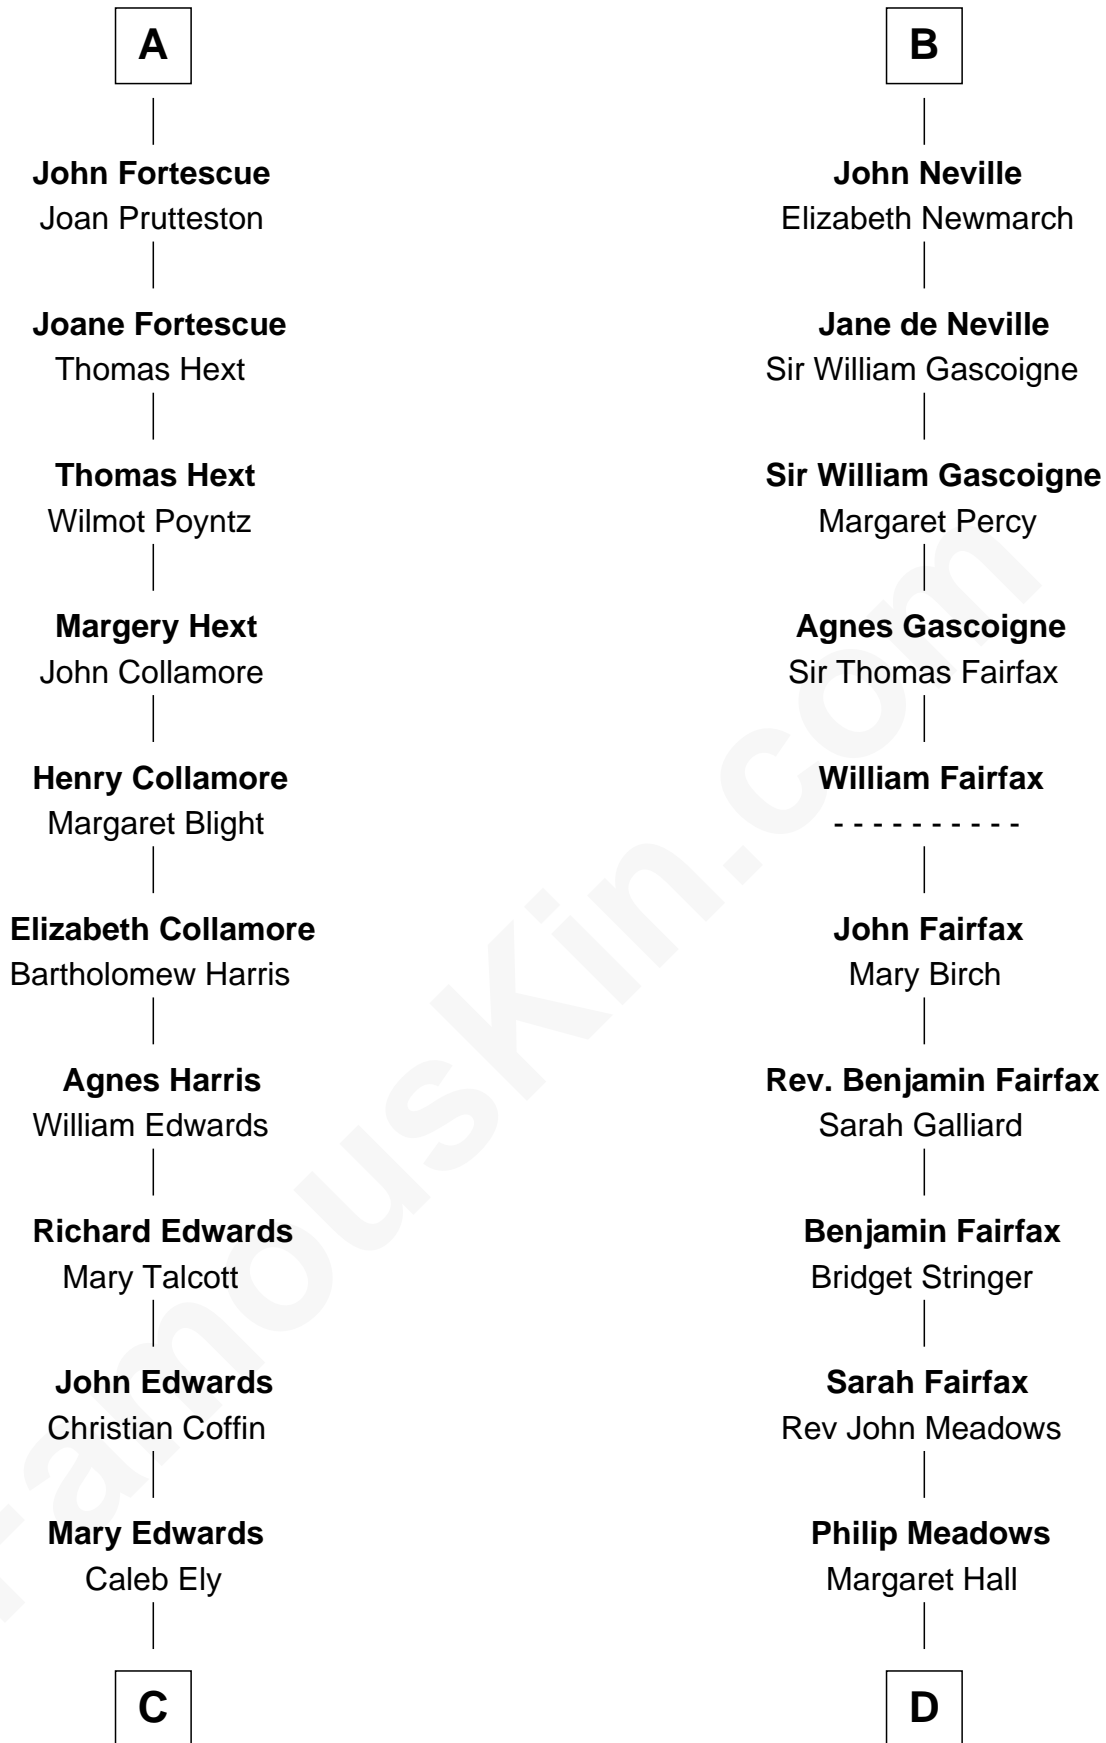 A
John Fortescue
Joan Prutteston
Joane Fortescue
Thomas Hext
Thomas Hext
Wilmot Poyntz
Margery Hext
John Collamore
Henry Collamore
Margaret Blight
Elizabeth Collamore
Bartholomew Harris
Agnes Harris
William Edwards
Richard Edwards
Mary Talcott
John Edwards
Christian Coffin
Mary Edwards
Caleb Ely
C
B
John Neville
Elizabeth Newmarch
Jane de Neville
Sir William Gascoigne
Sir William Gascoigne
Margaret Percy
Agnes Gascoigne
Sir Thomas Fairfax
William Fairfax
- - - - - - - - - -
John Fairfax
Mary Birch
Rev. Benjamin Fairfax
Sarah Galliard
Benjamin Fairfax
Bridget Stringer
Sarah Fairfax
Rev John Meadows
Philip Meadows
Margaret Hall
D
FamousKin.com